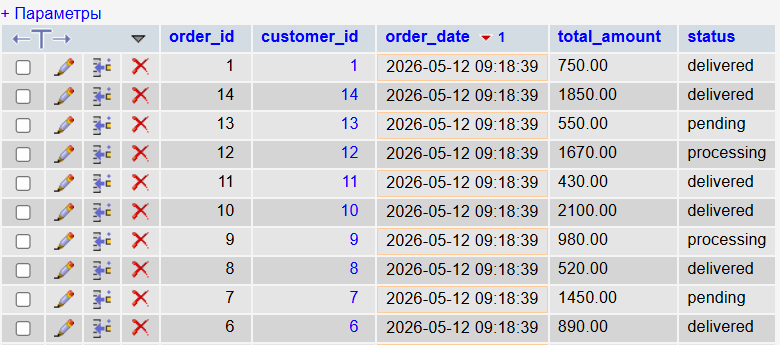 + Параметры
order_id customer_id order_date 1 total_amount status
1 1 2026-05-12 09:18:39 750.00 delivered
14 14 2026-05-12 09:18:39 1850.00 delivered
13 13 2026-05-12 09:18:39 550.00 pending
12 12 2026-05-12 09:18:39 1670.00 processing
11 11 2026-05-12 09:18:39 430.00 delivered
10 10 2026-05-12 09:18:39 2100.00 delivered
9 9 2026-05-12 09:18:39 980.00 processing
8 8 2026-05-12 09:18:39 520.00 delivered
7 7 2026-05-12 09:18:39 1450.00 pending
6 6 2026-05-12 09:18:39 890.00 delivered